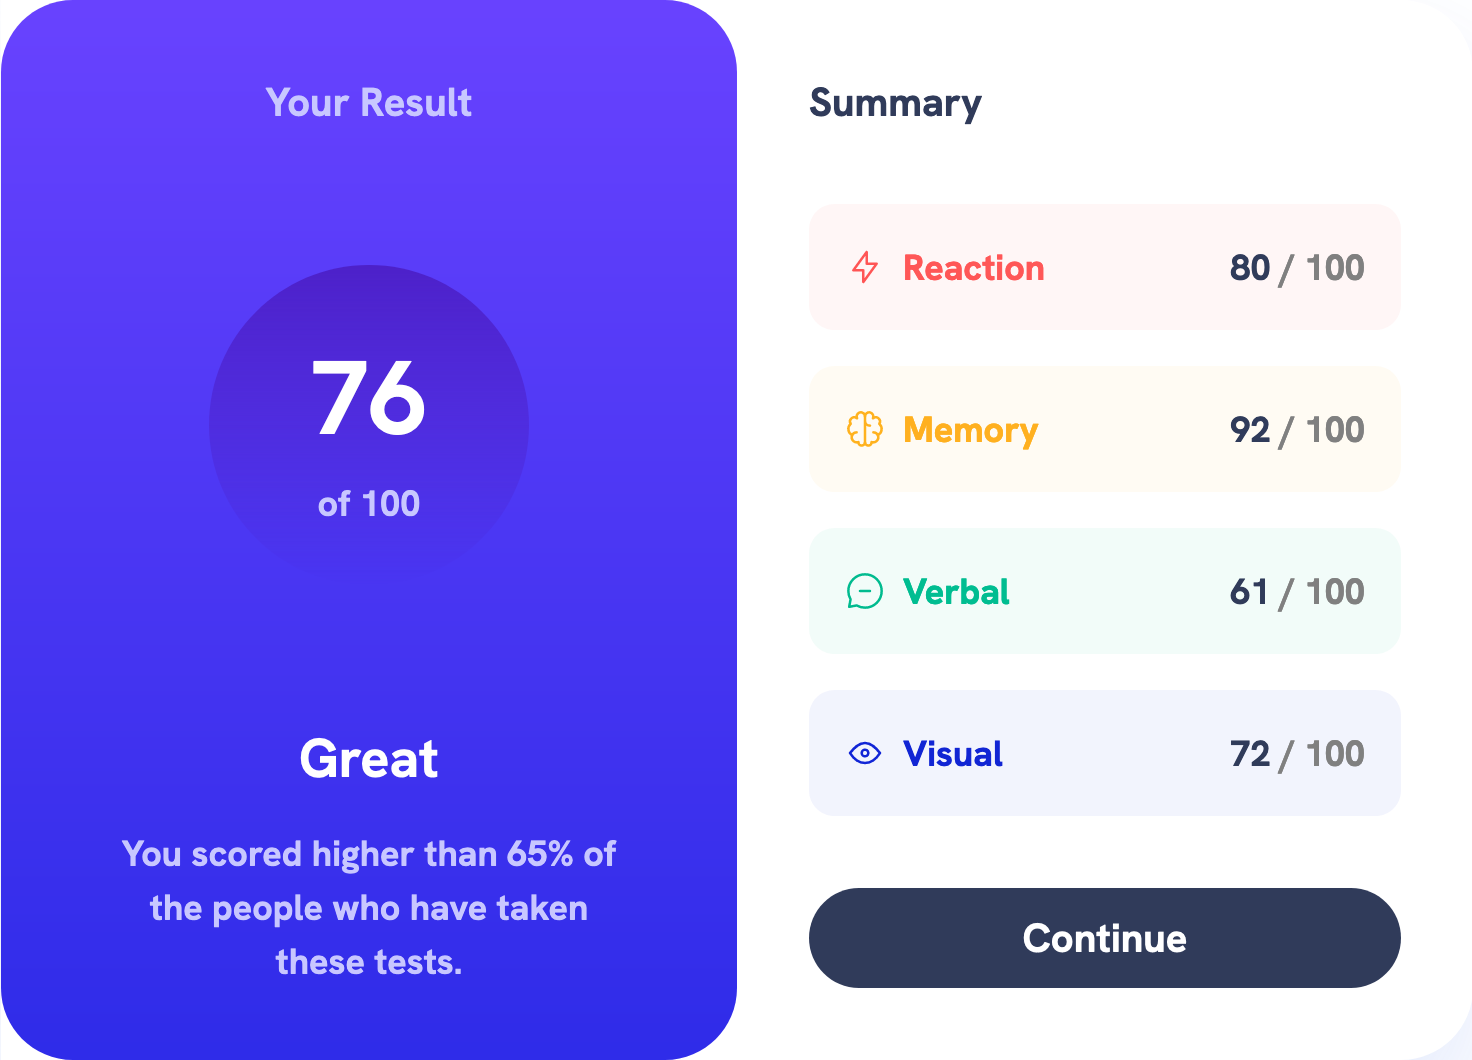 Your Result
76
of 100
Great
You scored higher than 65% of
the people who have taken
these tests.
Summary
Reaction 80 / 100
Memory 92 / 100
Verbal 61 / 100
Visual 72 / 100
Continue